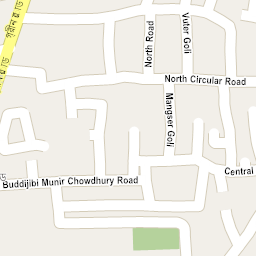 North Road
Vuter Goli
North Circular Road
Mangser Goli
Central
Buddijibi Munir Chowdhury Road